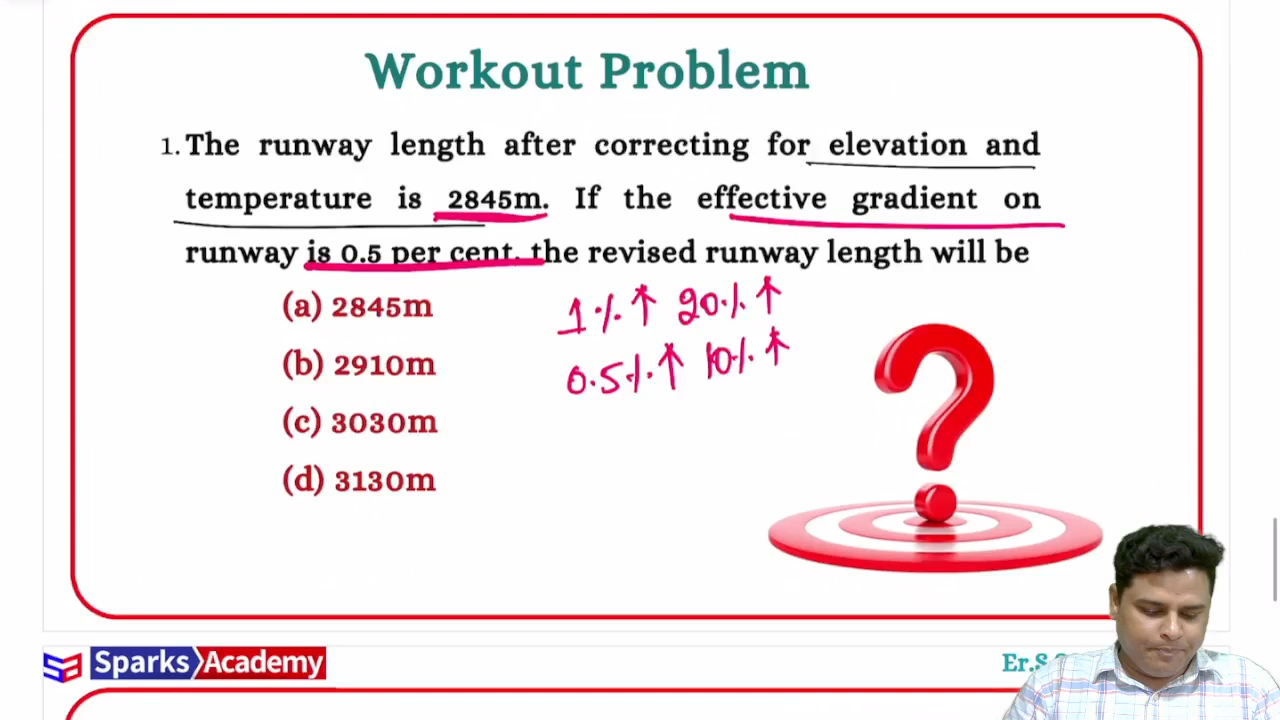 Workout Problem
1. The runway length after correcting for elevation and
temperature is 2845m. If the effective gradient on
runway is 0.5 per cent, the revised runway length will be
(a) 2845m
(b) 2910m
(c) 3030m
(d) 3130m
1% ↑ 20% ↑
0.5% ↑ 10% ↑
Sparks Academy
Er.S